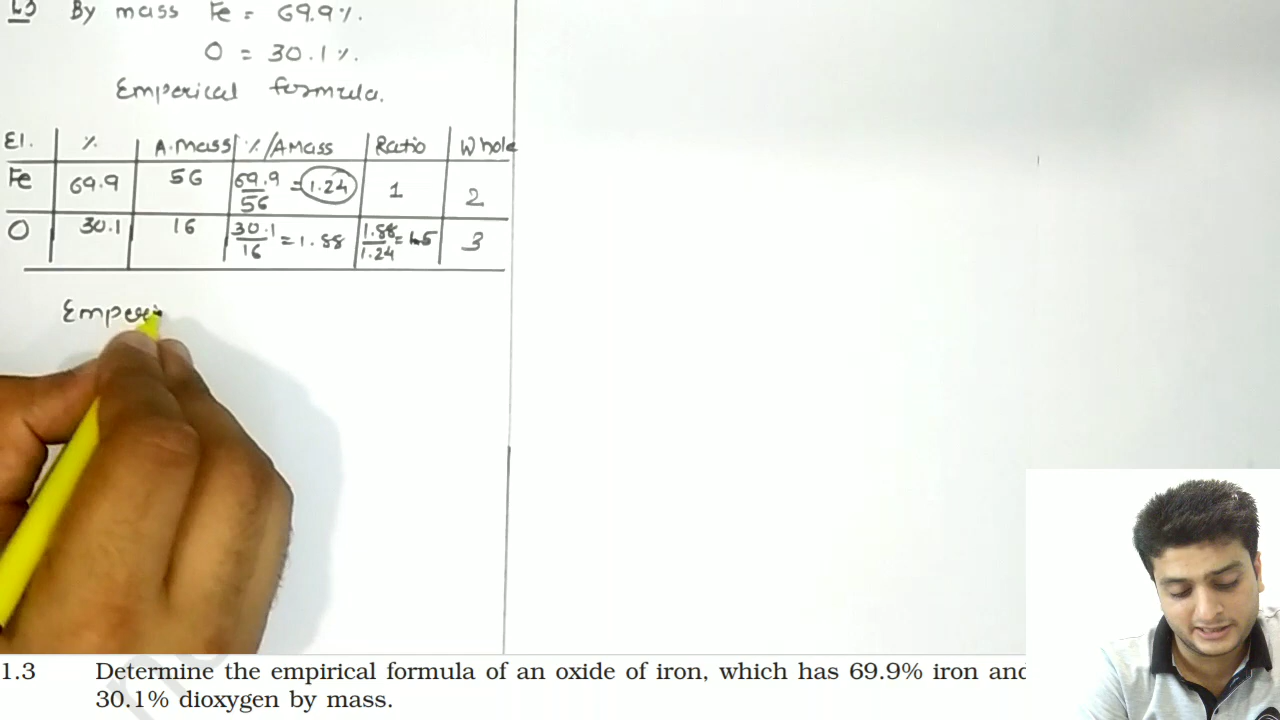 1.3 By mass Fe = 69.9%.
O = 30.1%.
Emperical formula.
El. % A.Mass %/AMass Ratio Whole
Fe 69.9 56 69.9/56 = 1.24 1 2
O 30.1 16 30.1/16 = 1.88 1.88/1.24 = 1.5 3
Emperi
1.3 Determine the empirical formula of an oxide of iron, which has 69.9% iron and
30.1% dioxygen by mass.